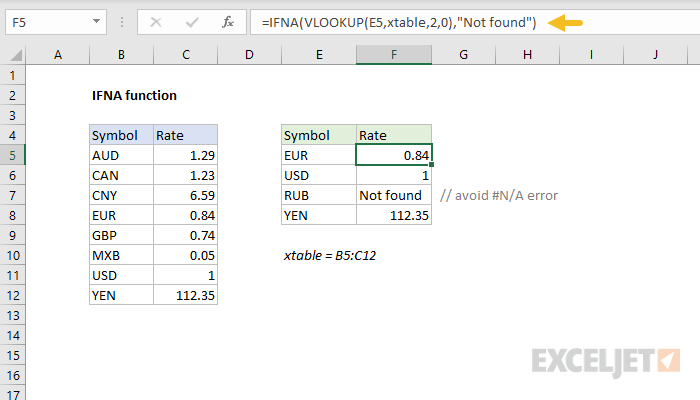 F5 fx =IFNA(VLOOKUP(E5,xtable,2,0),"Not found")
A B C D E F G H I J
1
2 IFNA function
3
4 Symbol Rate Symbol Rate
5 AUD 1.29 EUR 0.84
6 CAN 1.23 USD 1
7 CNY 6.59 RUB Not found // avoid #N/A error
8 EUR 0.84 YEN 112.35
9 GBP 0.74
10 MXB 0.05 xtable = B5:C12
11 USD 1
12 YEN 112.35
13
14
15 EXCELJET
16
17